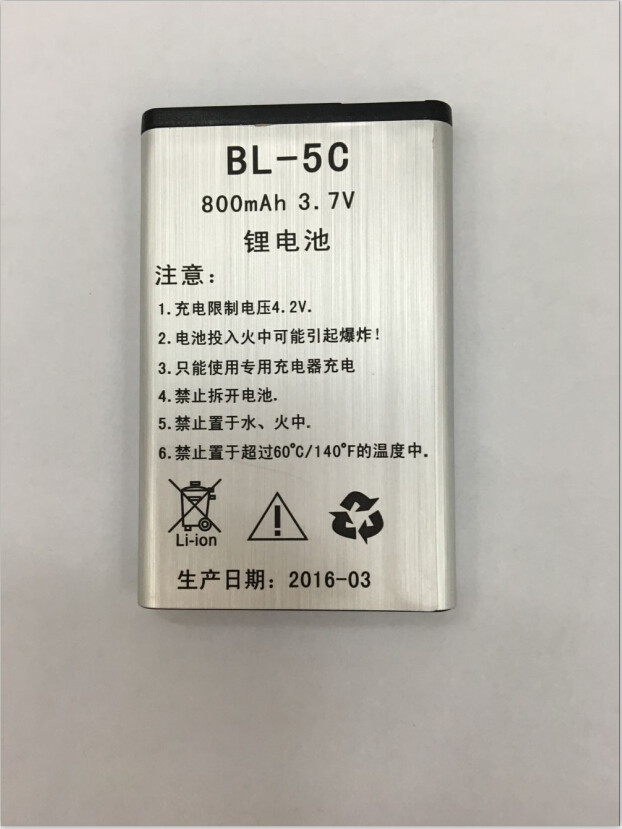 BL-5C
800mAh 3.7V
锂电池
注意:
1.充电限制电压4.2V.
2.电池投入火中可能引起爆炸!
3.只能使用专用充电器充电
4.禁止拆开电池.
5.禁止置于水、火中.
6.禁止置于超过60℃/140℉的温度中.
Li-ion
生产日期: 2016-03